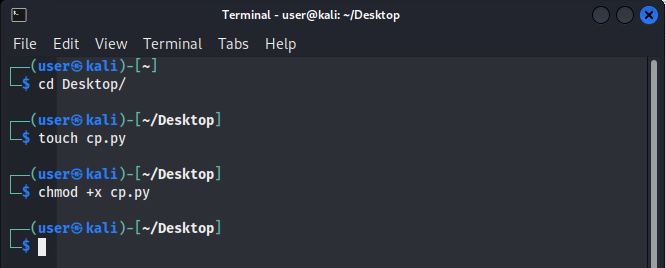 Terminal - user@kali: ~/Desktop
File Edit View Terminal Tabs Help
┌──(user㉿kali)-[~]
└─$ cd Desktop/
┌──(user㉿kali)-[~/Desktop]
└─$ touch cp.py
┌──(user㉿kali)-[~/Desktop]
└─$ chmod +x cp.py
┌──(user㉿kali)-[~/Desktop]
└─$